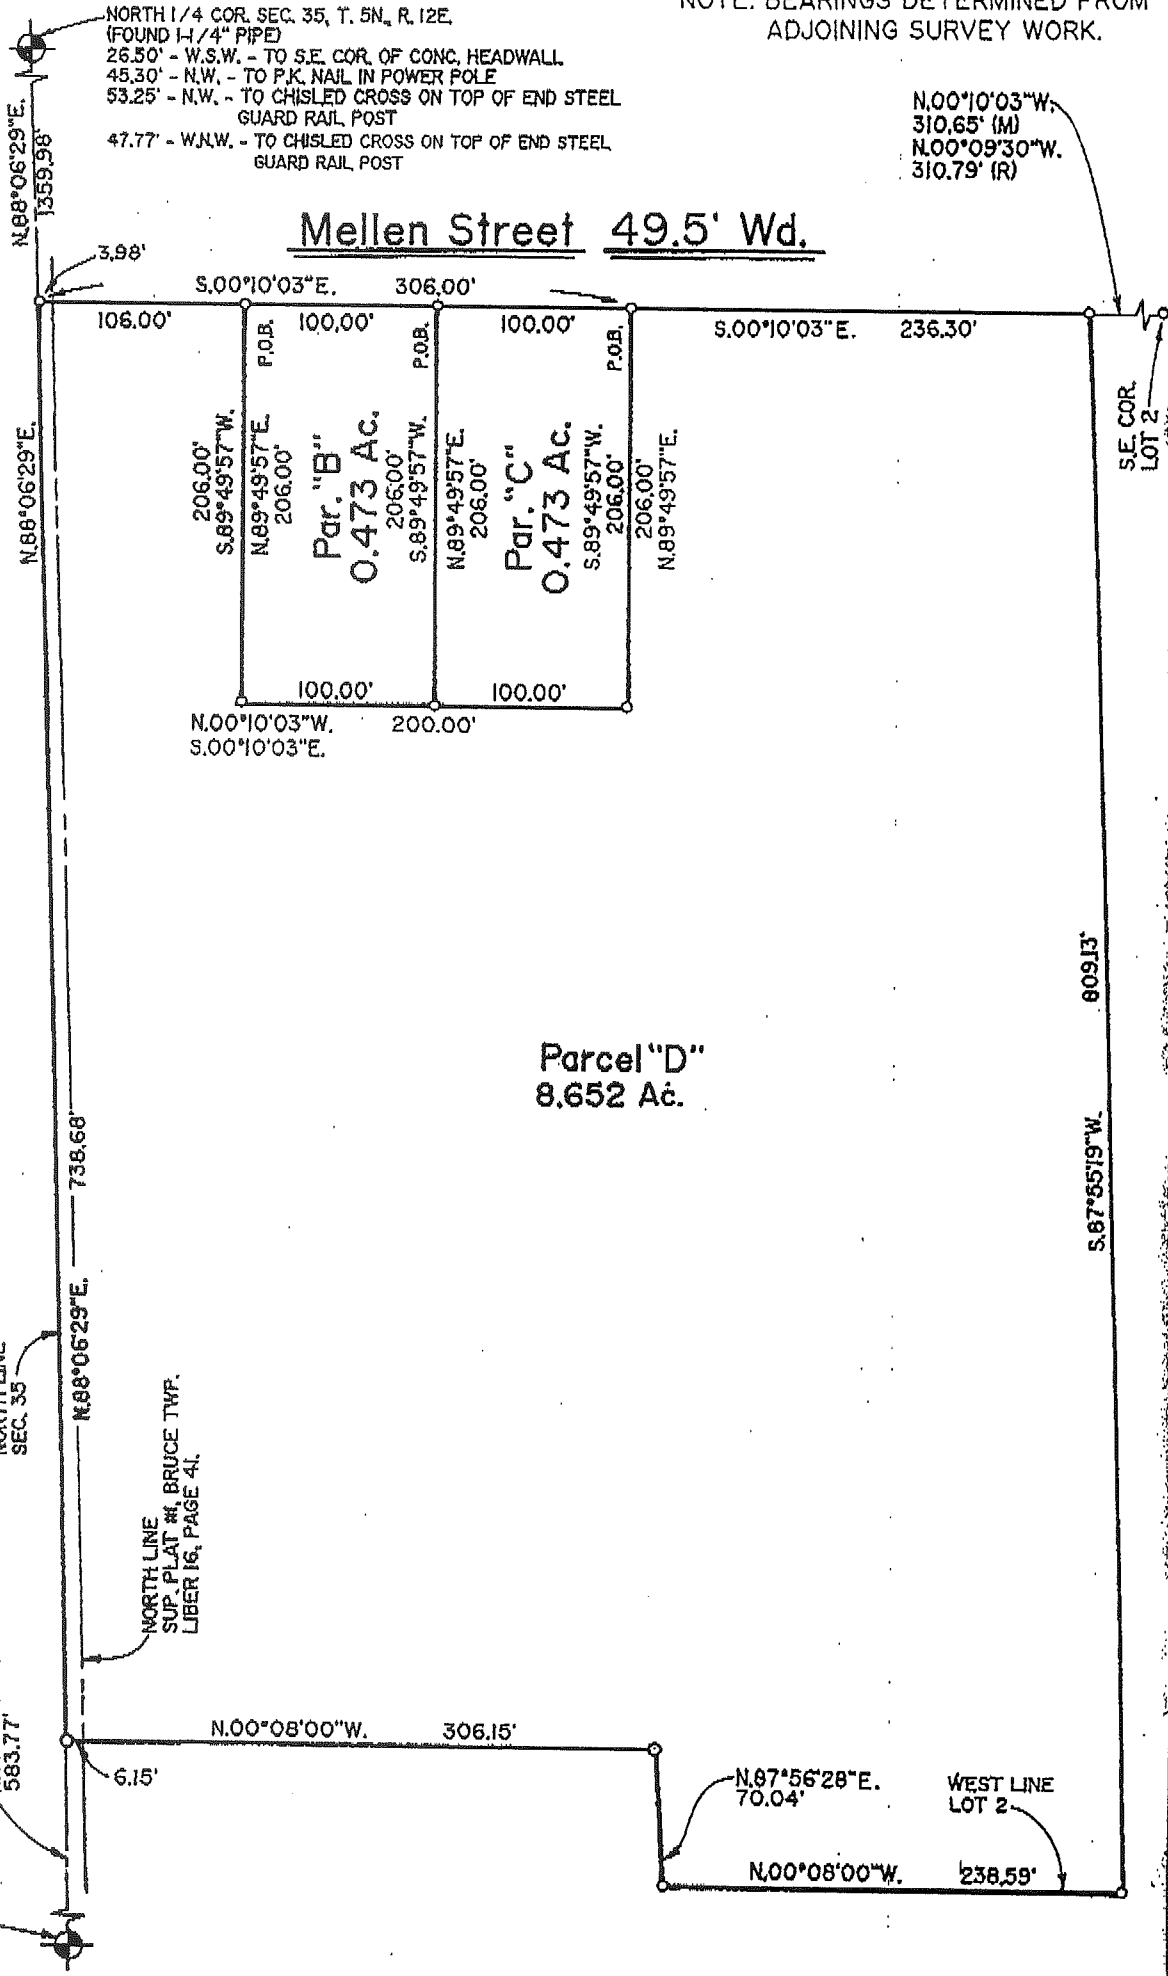 NOTE: BEARINGS DETERMINED FROM
ADJOINING SURVEY WORK.
NORTH 1/4 COR. SEC. 35, T. 5N., R. 12E.
(FOUND 1-1/4" PIPE)
26.50' - W.S.W. - TO S.E. COR. OF CONC. HEADWALL
45.30' - N.W. - TO P.K. NAIL IN POWER POLE
53.25' - N.W. - TO CHISLED CROSS ON TOP OF END STEEL
GUARD RAIL POST
47.77' - W.N.W. - TO CHISLED CROSS ON TOP OF END STEEL
GUARD RAIL POST
N.88°06'29"E.
1359.98'
N.00°10'03"W.
310.65' (M)
N.00°09'30"W.
310.79' (R)
Mellen Street 49.5' Wd.
3.98'
S.00°10'03"E. 306.00'
106.00'
100.00'
100.00'
S.00°10'03"E. 236.30'
P.O.B.
P.O.B.
P.O.B.
S.E. COR.
LOT 2
N.88°06'29"E.
206.00'
S.89°49'57"W.
N.89°49'57"E.
206.00'
Par. "B"
0.473 Ac.
206.00'
S.89°49'57"W.
N.89°49'57"E.
206.00'
Par. "C"
0.473 Ac.
S.89°49'57"W.
206.00'
206.00'
N.89°49'57"E.
100.00'
100.00'
N.00°10'03"W. 200.00'
S.00°10'03"E.
809.13'
S.87°55'19"W.
Parcel "D"
8.652 Ac.
738.68'
N.88°06'29"E.
NORTH LINE
SEC. 35
NORTH LINE
SUP. PLAT #1, BRUCE TWP.
LIBER 16, PAGE 41.
N.00°08'00"W. 306.15'
583.77'
6.15'
N.87°56'28"E.
70.04'
WEST LINE
LOT 2
N.00°08'00"W. 238.59'